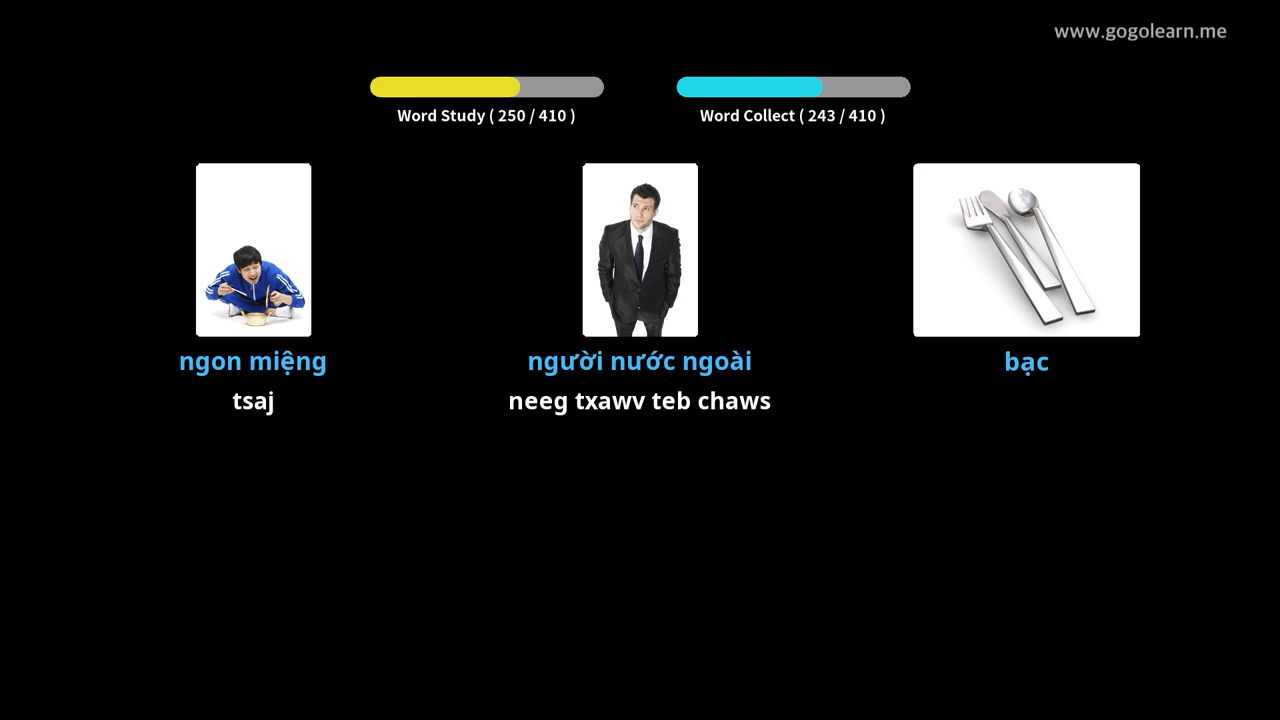 www.gogolearn.me
Word Study ( 250 / 410 )
Word Collect ( 243 / 410 )
ngon miệng
người nước ngoài
bạc
tsaj
neeg txawv teb chaws